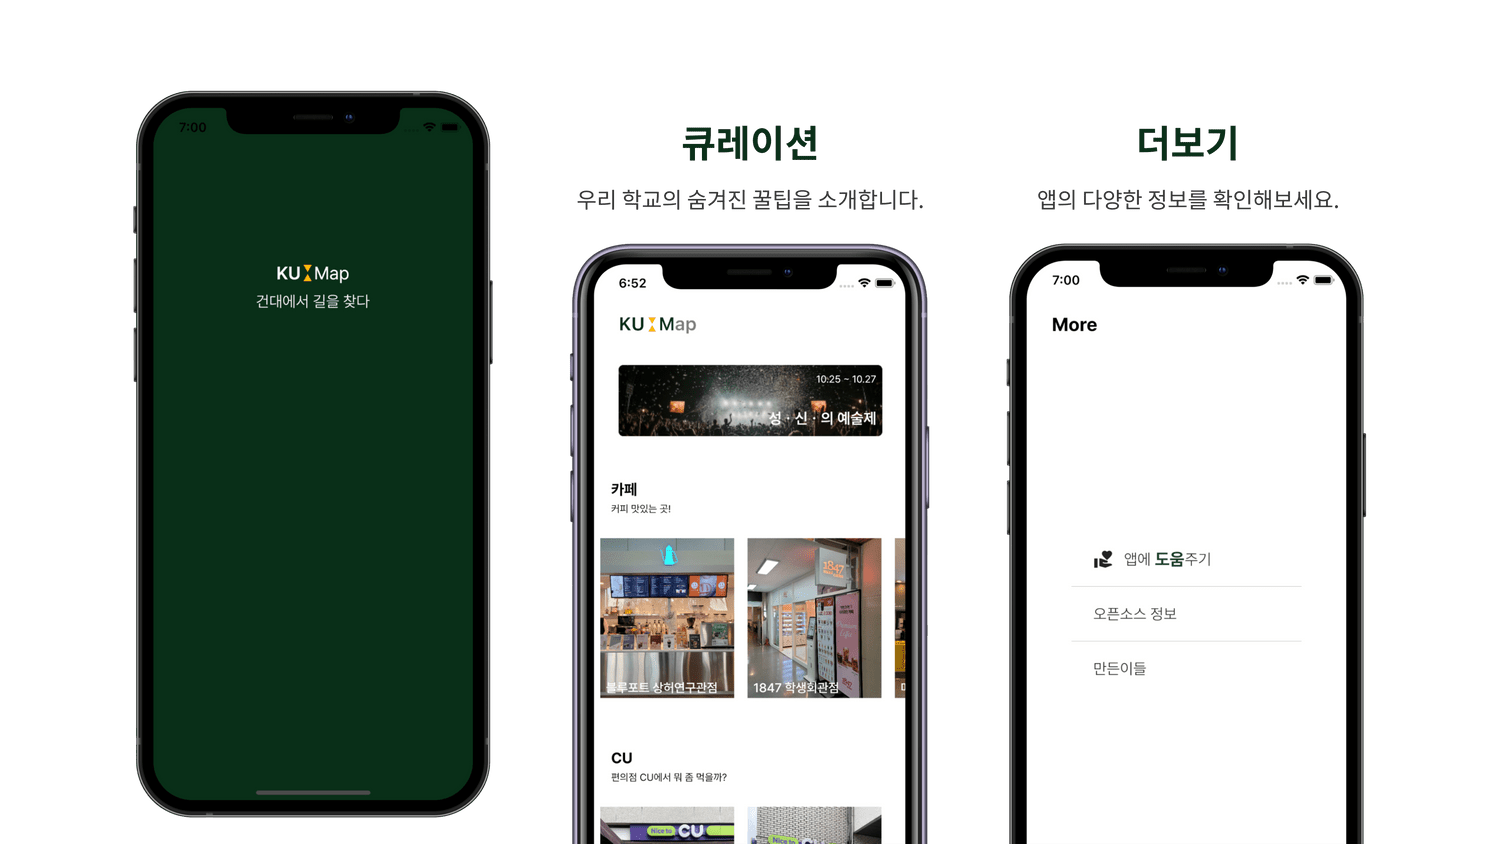 7:00
KU Map
건대에서 길을 찾다
큐레이션
우리 학교의 숨겨진 꿀팁을 소개합니다.
6:52
KU Map
10:25 ~ 10.27
성 · 신 · 의 예술제
카페
커피 맛있는 곳!
1847
블루포트 상허연구관점
1847 학생회관점
CU
편의점 CU에서 뭐 좀 먹을까?
Nice to CU
Nice to CU
더보기
앱의 다양한 정보를 확인해보세요.
7:00
More
앱에 도움주기
오픈소스 정보
만든이들